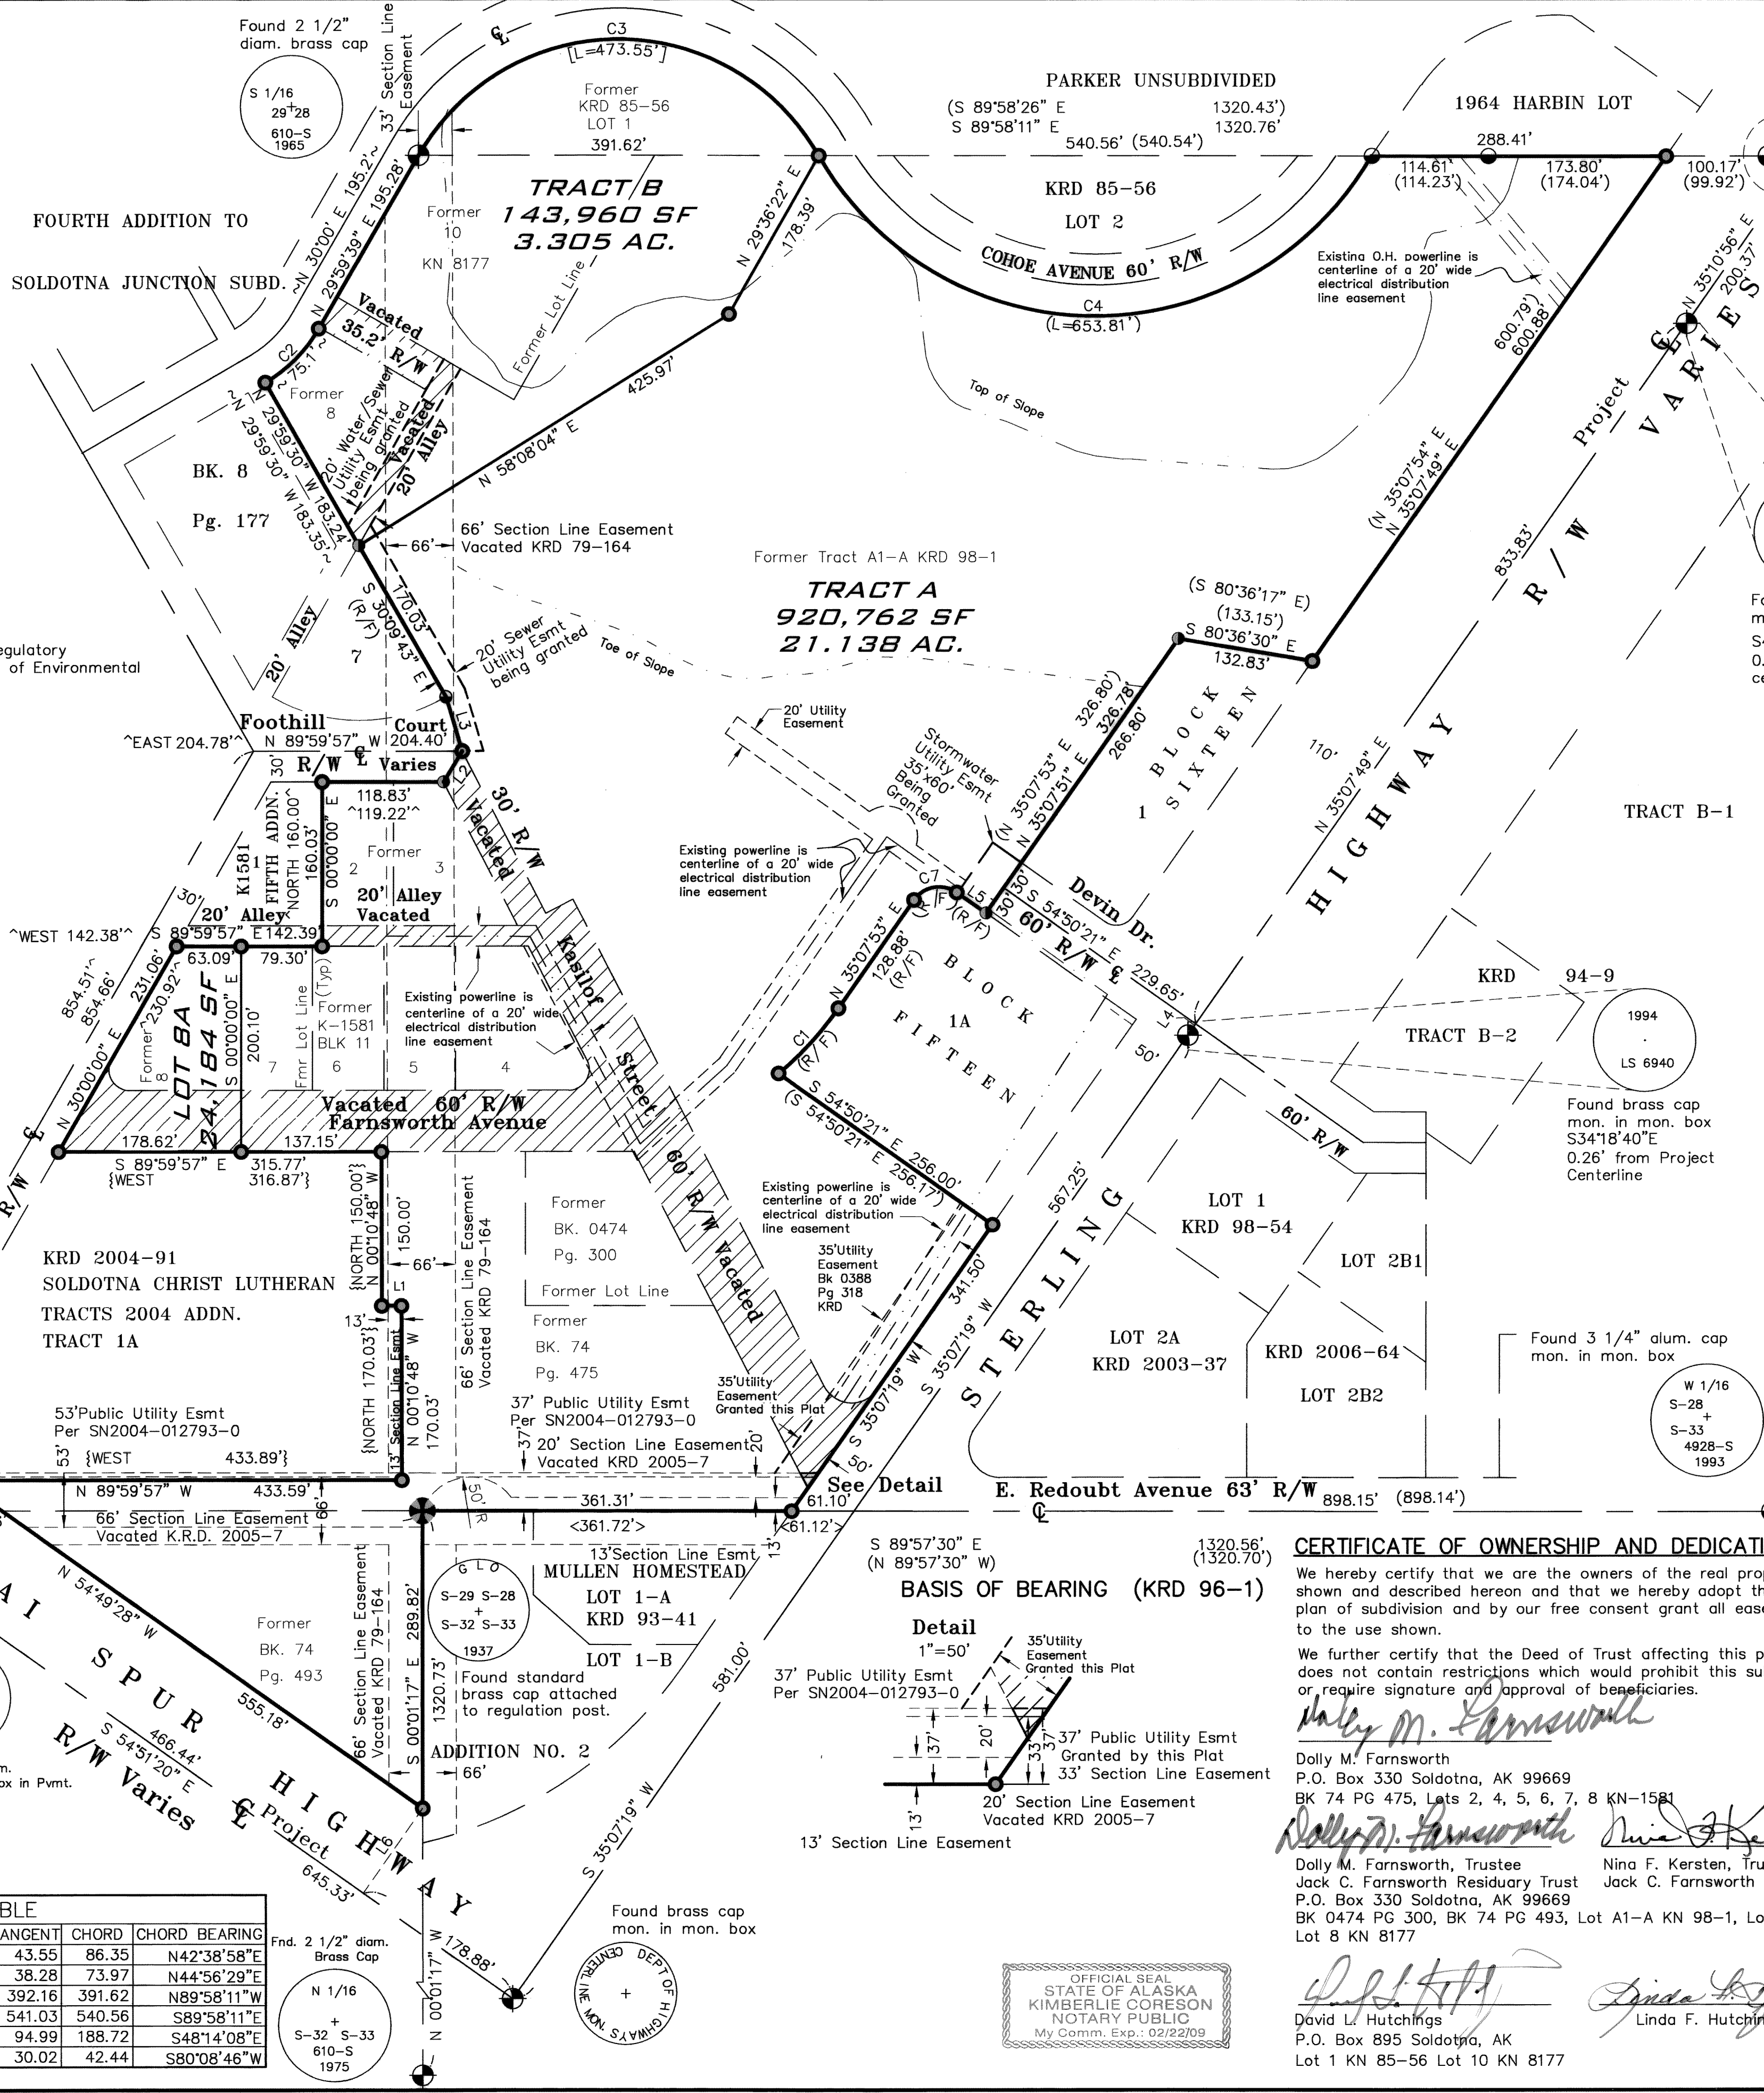 Found 2 1/2"
diam. brass cap
S 1/16
29 28
610-S
1965
33' Section Line
Easement
℄
C3
[L=473.55']
Former
KRD 85-56
LOT 1
391.62'
PARKER UNSUBDIVIDED
(S 89°58'26" E 1320.43')
S 89°58'11" E 1320.76'
540.56' (540.54')
1964 HARBIN LOT
288.41'
114.61'
(114.23')
173.80'
(174.04')
100.17'
(99.92')
TRACT B
143,960 SF
3.305 AC.
Former
10
KN 8177
~N 30°00' E 195.2'~
N 29°59'39" E 195.28'
N 29°36'22" E
178.39'
KRD 85-56
LOT 2
COHOE AVENUE 60' R/W
C4
(L=653.81')
FOURTH ADDITION TO
SOLDOTNA JUNCTION SUBD.
Existing O.H. powerline is
centerline of a 20' wide
electrical distribution
line easement
N 35°10'56" E
200.37'
Vacated
35.2' R/W
Former Lot Line
C2
75.1'~
Former
8
20' Water/Sewer
Utility Esmt
being granted
Vacated
20' Alley
425.97'
N 58°08'04" E
Top of Slope
600.79')
600.88'
(N 35°07'54" E
N 35°07'49" E
℄
Project
VARIES
R/W
833.83'
N 29°59'30" W 183.24'
~N 29°59'30" W 183.35'~
BK. 8
Pg. 177
66'
66' Section Line Easement
Vacated KRD 79-164
Former Tract A1-A KRD 98-1
TRACT A
920,762 SF
21.138 AC.
(S 80°36'17" E)
(133.15')
S 80°36'30" E
132.83'
170.03'
S 30°09'43" E
(R/F)
7
20' Alley
20' Sewer
Utility Esmt
being granted
Toe of Slope
egulatory
of Environmental
Foothill Court
^EAST 204.78'^
N 89°59'57" W 204.40'
R/W ℄ Varies
L3
L2
30'
118.83'
^119.22'^
20' Utility
Easement
Stormwater
Utility Esmt
35'x60'
Being
Granted
326.80')
326.78'
266.80'
(N 35°07'53" E
N 35°07'51" E
BLOCK
SIXTEEN
1
110'
N 35°07'49" E
HIGHWAY
TRACT B-1
K1581
FIFTH ADDN.
^NORTH 160.00'^
160.03'
S 00°00'00" E
1
Former
2 3
30' R/W
Vacated
Existing powerline is
centerline of a 20' wide
electrical distribution
line easement
20' Alley
20' Alley
Vacated
30'
^WEST 142.38'^
S 89°59'57" E 142.39'
63.09' 79.30'
C7
(R/F)
L5
(R/F)
30' 30'
S 54°50'21" E
229.65'
Devin Dr.
60' R/W ℄
N 35°07'53" E
128.88'
(R/F)
BLOCK
1A
FIFTEEN
C1
(R/F)
854.51'^
854.66'
231.06'
^230.92'^
N 30°00'00" E
Former
8
LOT 8A
24,184 SF
S 00°00'00" E
200.10'
7
Fmr Lot Line (Typ)
Former
K-1581
BLK 11
6 5 4
Existing powerline is
centerline of a 20' wide
electrical distribution
line easement
Kasilof
Street
L4
50'
KRD 94-9
TRACT B-2
1994
LS 6940
Found brass cap
mon. in mon. box
S34°18'40"E
0.26' from Project
Centerline
Vacated 60' R/W
Farnsworth Avenue
R/W ℄
178.62' 137.15'
S 89°59'57" E 315.77'
{WEST 316.87'}
S 54°50'21" E 256.00'
(S 54°50'21" E 256.17')
60' R/W
60' R/W Vacated
{NORTH 150.00'}
N 00°10'48" W
150.00'
66' Section Line Easement
Vacated KRD 79-164
66'
Former
BK. 0474
Pg. 300
Existing powerline is
centerline of a 20' wide
electrical distribution
line easement
35'Utility
Easement
Bk 0388
Pg 318
KRD
567.25'
341.50'
STERLING
LOT 1
KRD 98-54
LOT 2B1
KRD 2004-91
SOLDOTNA CHRIST LUTHERAN
TRACTS 2004 ADDN.
TRACT 1A
L1
13'
Former Lot Line
Former
BK. 74
Pg. 475
{NORTH 170.03'}
13' Section Line Esmt
N 00°10'48" W
170.03'
LOT 2A
KRD 2003-37
KRD 2006-64
LOT 2B2
Found 3 1/4" alum. cap
mon. in mon. box
W 1/16
S-28
S-33
4928-S
1993
53'Public Utility Esmt
Per SN2004-012793-0
53'
{WEST 433.89'}
N 89°59'57" W 433.59'
37' Public Utility Esmt
Per SN2004-012793-0
37'
20' Section Line Easement
Vacated KRD 2005-7
20'
35'Utility
Easement
Granted this Plat
S 35°07'19" W
S 35°07'19" W
50'
See Detail
E. Redoubt Avenue 63' R/W
℄
898.15' (898.14')
66' Section Line Easement
Vacated K.R.D. 2005-7
66'
50'R
361.31'
<361.72'>
61.10'
<61.12'>
13'
13'Section Line Esmt
S 89°57'30" E 1320.56'
(N 89°57'30" W) (1320.70')
BASIS OF BEARING (KRD 96-1)
MULLEN HOMESTEAD
LOT 1-A
KRD 93-41
LOT 1-B
GLO
S-29 S-28
S-32 S-33
1937
Found standard
brass cap attached
to regulation post.
ADDITION NO. 2
66'
289.82'
1320.73'
S 00°01'17" E
66' Section Line Easement
Vacated KRD 79-164
Former
BK. 74
Pg. 493
N 54°49'28" W
555.18'
AI SPUR HIGHWAY
466.44'
S 54°51'20" E
R/W Varies
℄ Project
L6
645.33'
178.88'
N 00°01'17" W
581.00'
S 35°07'19" W
Detail
1"=50'
37' Public Utility Esmt
Per SN2004-012793-0
35'Utility
Easement
Granted this Plat
37'
20'
33'
37'
13'
37' Public Utility Esmt
Granted by this Plat
33' Section Line Easement
20' Section Line Easement
Vacated KRD 2005-7
13' Section Line Easement
CERTIFICATE OF OWNERSHIP AND DEDICATI
We hereby certify that we are the owners of the real prop
shown and described hereon and that we hereby adopt th
plan of subdivision and by our free consent grant all ease
to the use shown.
We further certify that the Deed of Trust affecting this p
does not contain restrictions which would prohibit this su
or require signature and approval of beneficiaries.
Dolly M. Farnsworth
Dolly M. Farnsworth
P.O. Box 330 Soldotna, AK 99669
BK 74 PG 475, Lots 2, 4, 5, 6, 7, 8 KN-1581
Dolly M. Farnsworth
Dolly M. Farnsworth, Trustee
Jack C. Farnsworth Residuary Trust
P.O. Box 330 Soldotna, AK 99669
Nina F. Kersten, Tru
Jack C. Farnsworth
BK 0474 PG 300, BK 74 PG 493, Lot A1-A KN 98-1, Lo
Lot 8 KN 8177
David L. Hutchings
P.O. Box 895 Soldotna, AK
Lot 1 KN 85-56 Lot 10 KN 8177
Linda F. Hutchin
OFFICIAL SEAL
STATE OF ALASKA
KIMBERLIE CORESON
NOTARY PUBLIC
My Comm. Exp.: 02/22/09
Found brass cap
mon. in mon. box
DEPT OF HIGHWAYS
CENTERLINE MON.
Fnd. 2 1/2" diam.
Brass Cap
N 1/16
S-32 S-33
610-S
1975
BLE
ANGENT CHORD CHORD BEARING
43.55 86.35 N42°38'58"E
38.28 73.97 N44°56'29"E
392.16 391.62 N89°58'11"W
541.03 540.56 S89°58'11"E
94.99 188.72 S48°14'08"E
30.02 42.44 S80°08'46"W
m.
ox in Pvmt.